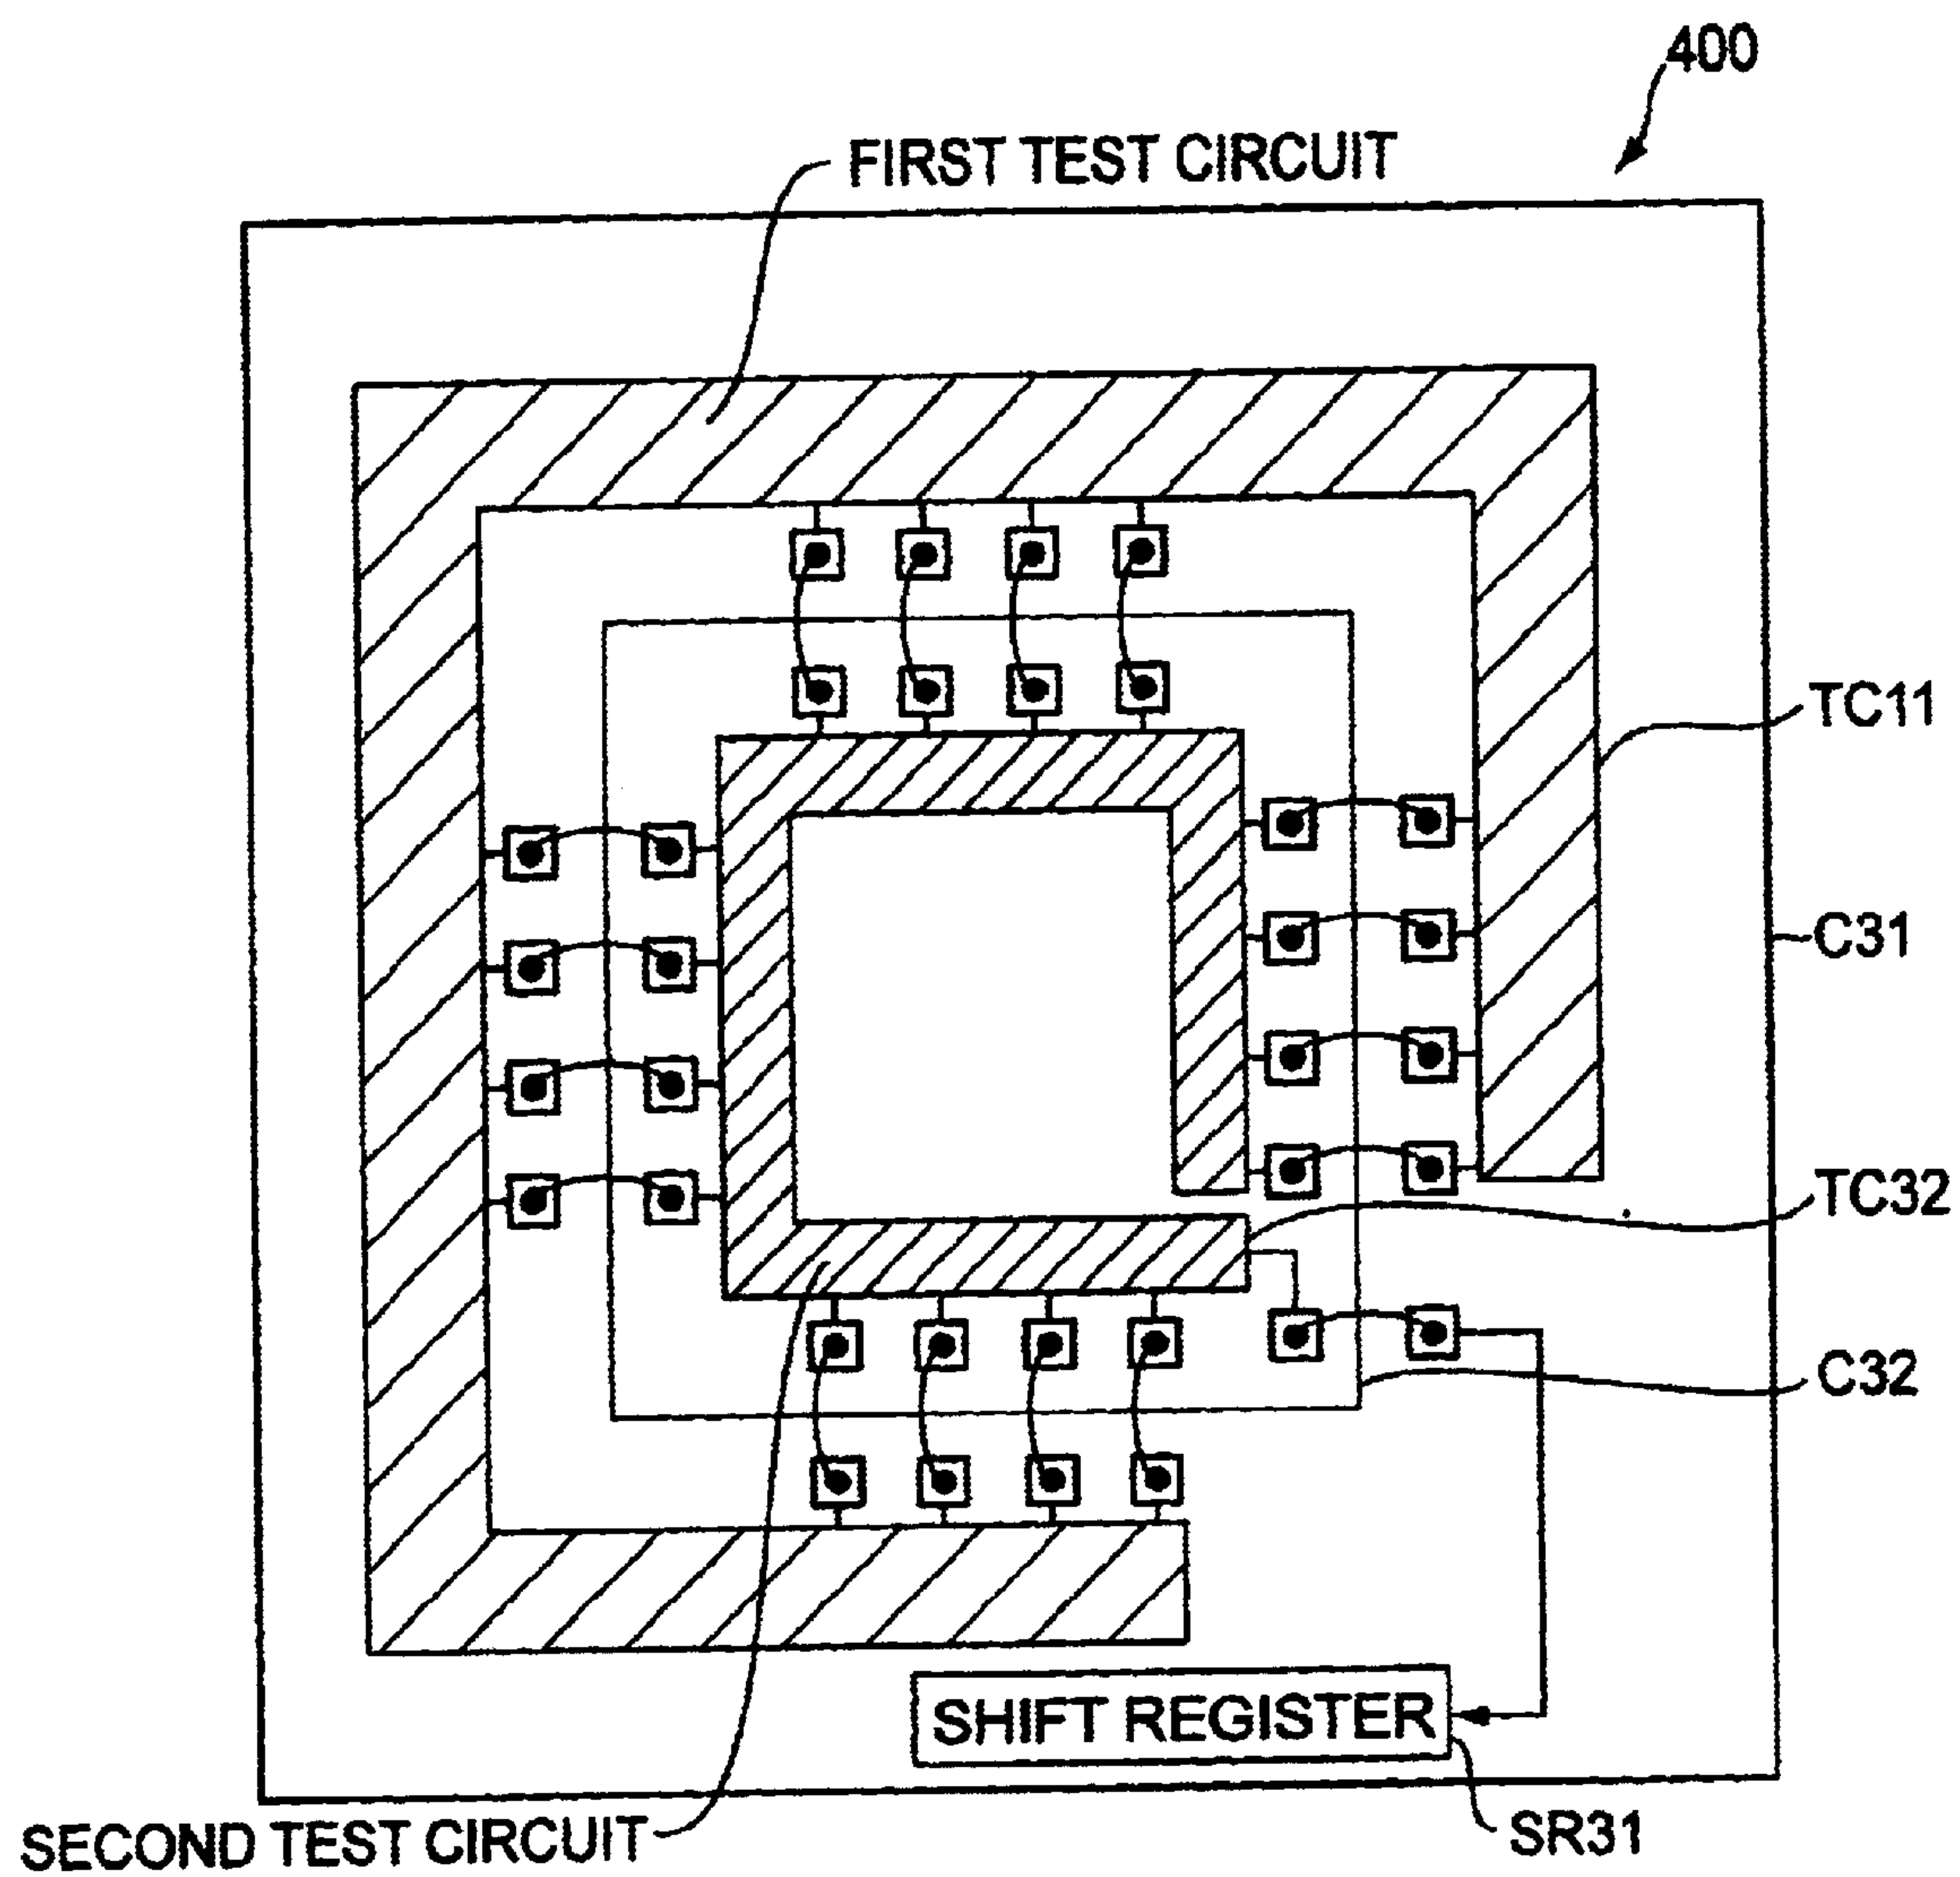 400
FIRST TEST CIRCUIT
TC11
C31
TC32
C32
SHIFT REGISTER
SECOND TEST CIRCUIT
SR31